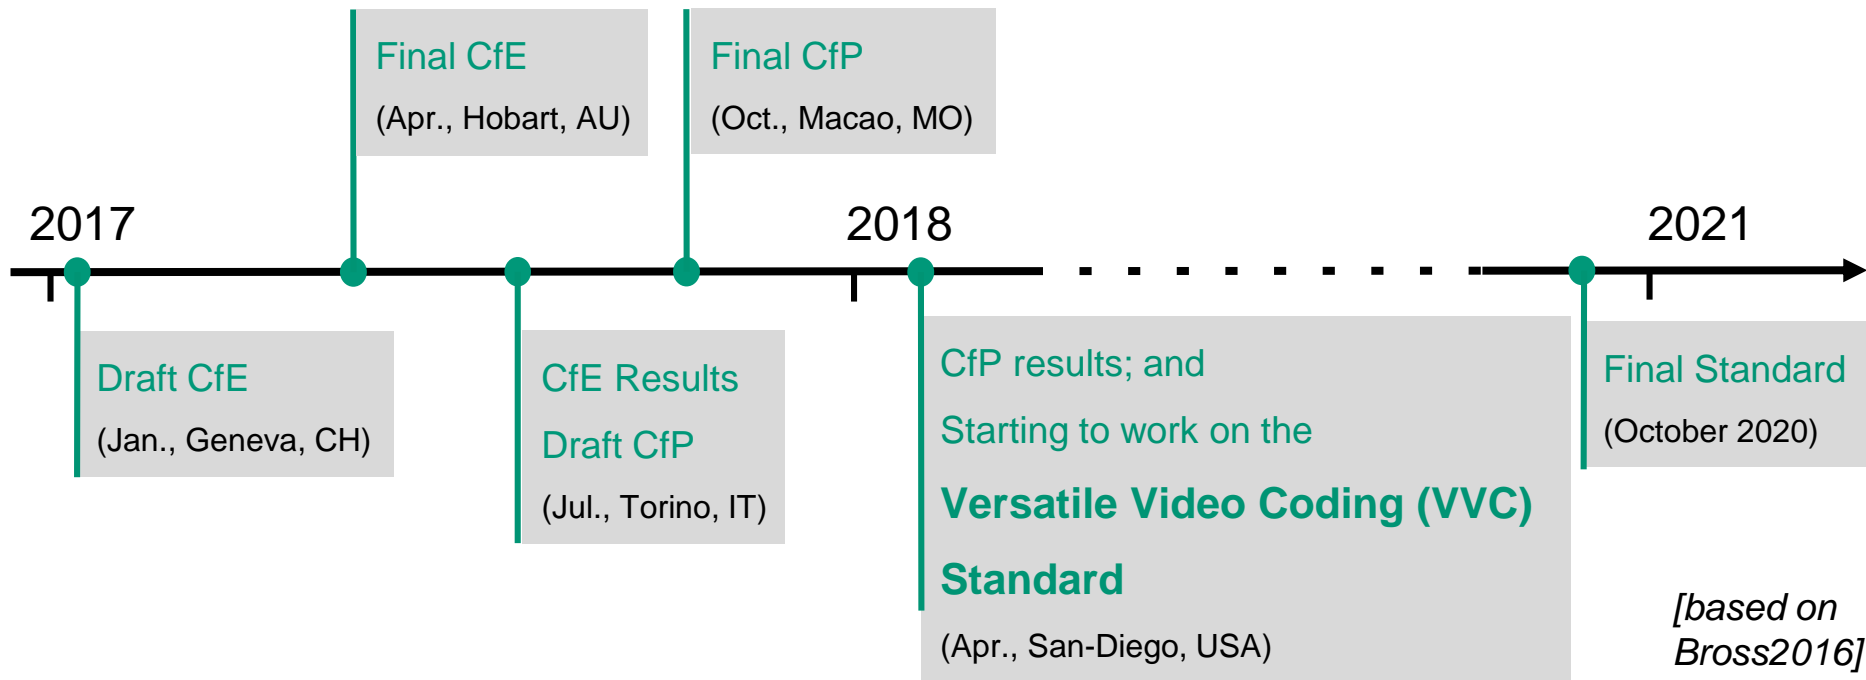 Final CfE
(Apr., Hobart, AU)
Final CfP
(Oct., Macao, MO)
2017
2018
2021
Draft CfE
(Jan., Geneva, CH)
CfE Results
Draft CfP
(Jul., Torino, IT)
CfP results; and
Starting to work on the
Versatile Video Coding (VVC)
Standard
(Apr., San-Diego, USA)
Final Standard
(October 2020)
[based on
Bross2016]